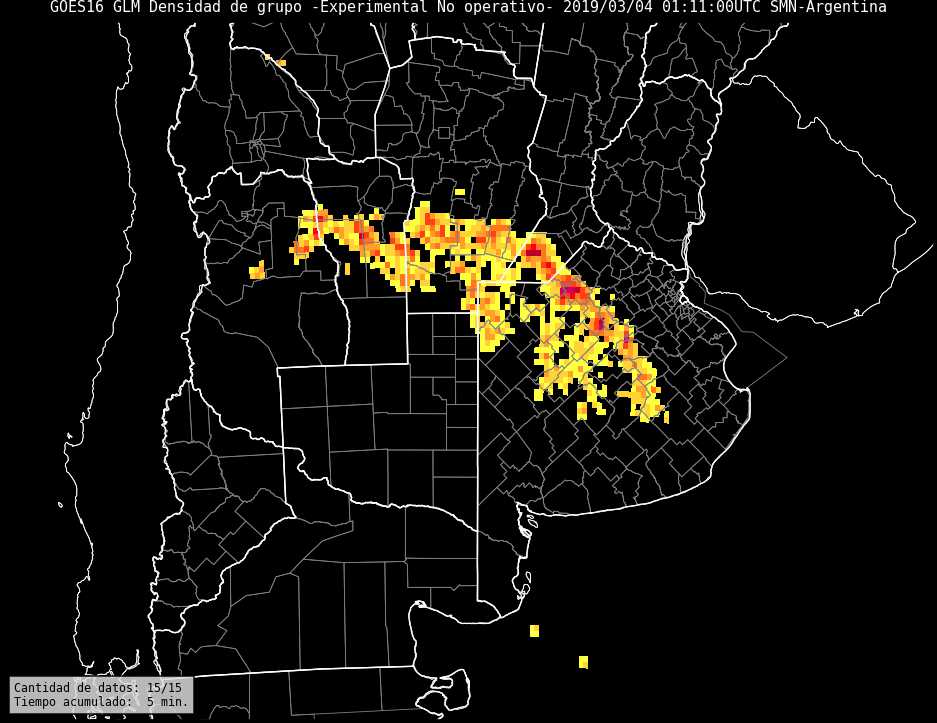 GOES16 GLM Densidad de grupo -Experimental No operativo- 2019/03/04 01:11:00UTC SMN-Argentina
Cantidad de datos: 15/15
Tiempo acumulado:  5 min.